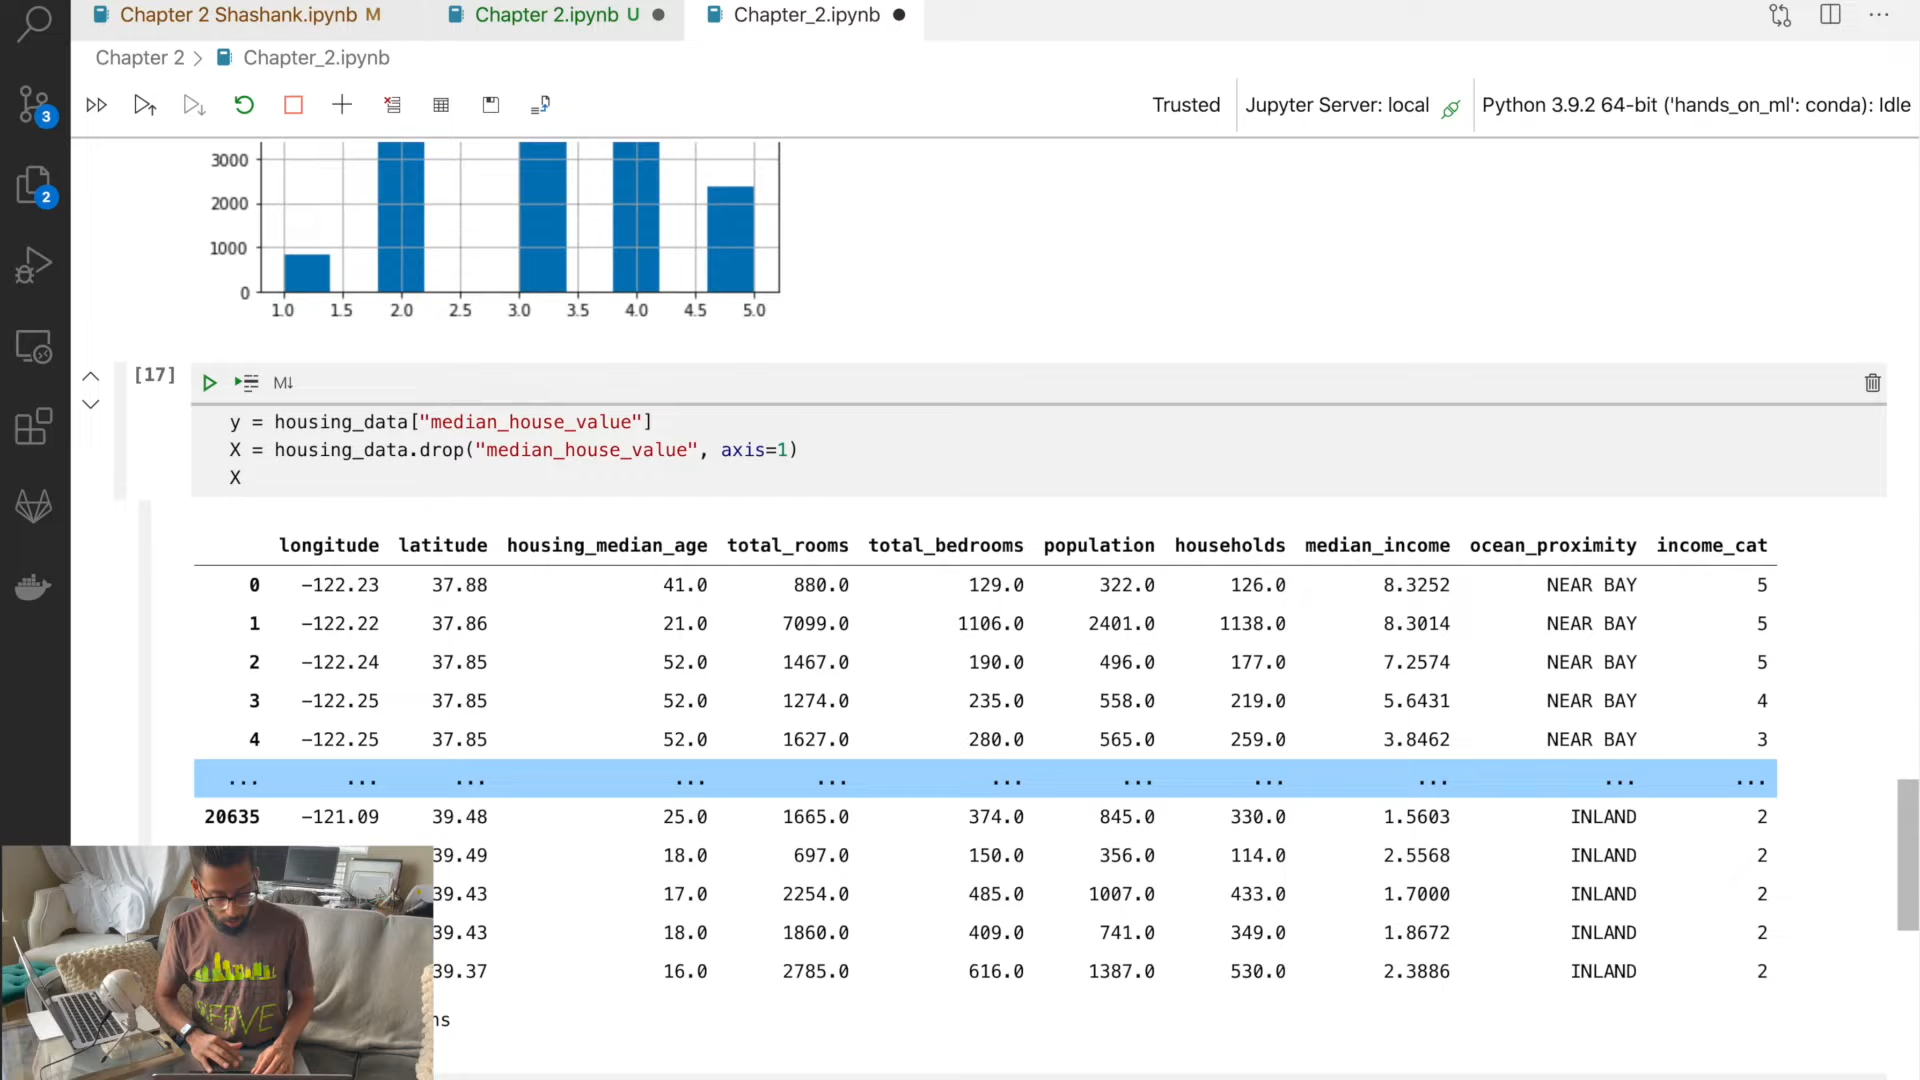 Chapter 2 Shashank.ipynb M
Chapter 2.ipynb U
Chapter_2.ipynb
Chapter 2 > Chapter_2.ipynb
3
2
Trusted
Jupyter Server: local
Python 3.9.2 64-bit ('hands_on_ml': conda): Idle
3000
2000
1000
0
1.0 1.5 2.0 2.5 3.0 3.5 4.0 4.5 5.0
[17]
M↓
y = housing_data["median_house_value"]
X = housing_data.drop("median_house_value", axis=1)
X
longitude latitude housing_median_age total_rooms total_bedrooms population households median_income ocean_proximity income_cat
0 −122.23 37.88 41.0 880.0 129.0 322.0 126.0 8.3252 NEAR BAY 5
1 −122.22 37.86 21.0 7099.0 1106.0 2401.0 1138.0 8.3014 NEAR BAY 5
2 −122.24 37.85 52.0 1467.0 190.0 496.0 177.0 7.2574 NEAR BAY 5
3 −122.25 37.85 52.0 1274.0 235.0 558.0 219.0 5.6431 NEAR BAY 4
4 −122.25 37.85 52.0 1627.0 280.0 565.0 259.0 3.8462 NEAR BAY 3
... ... ... ... ... ... ... ... ... ... ...
20635 −121.09 39.48 25.0 1665.0 374.0 845.0 330.0 1.5603 INLAND 2
39.49 18.0 697.0 150.0 356.0 114.0 2.5568 INLAND 2
39.43 17.0 2254.0 485.0 1007.0 433.0 1.7000 INLAND 2
39.43 18.0 1860.0 409.0 741.0 349.0 1.8672 INLAND 2
39.37 16.0 2785.0 616.0 1387.0 530.0 2.3886 INLAND 2
ns